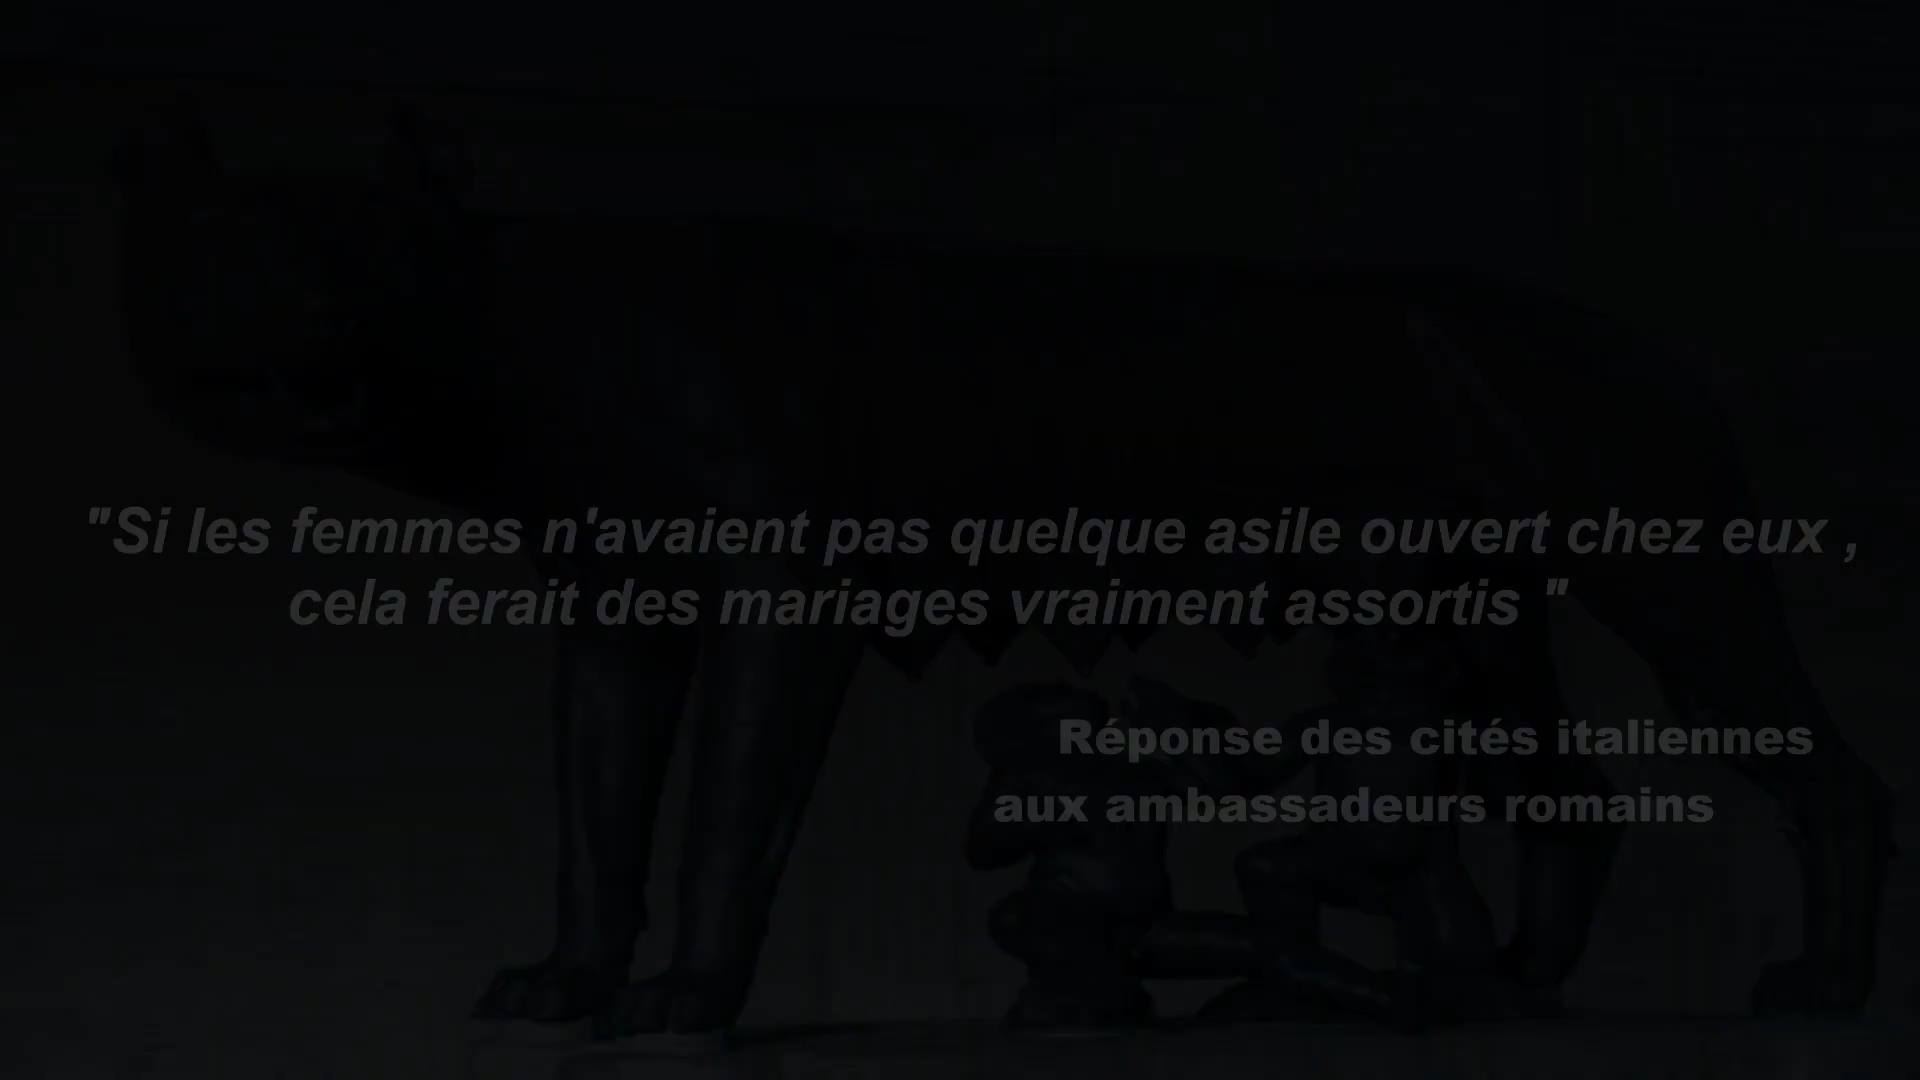 "Si les femmes n'avaient pas quelque asile ouvert chez eux ,
cela ferait des mariages vraiment assortis "
Réponse des cités italiennes
aux ambassadeurs romains